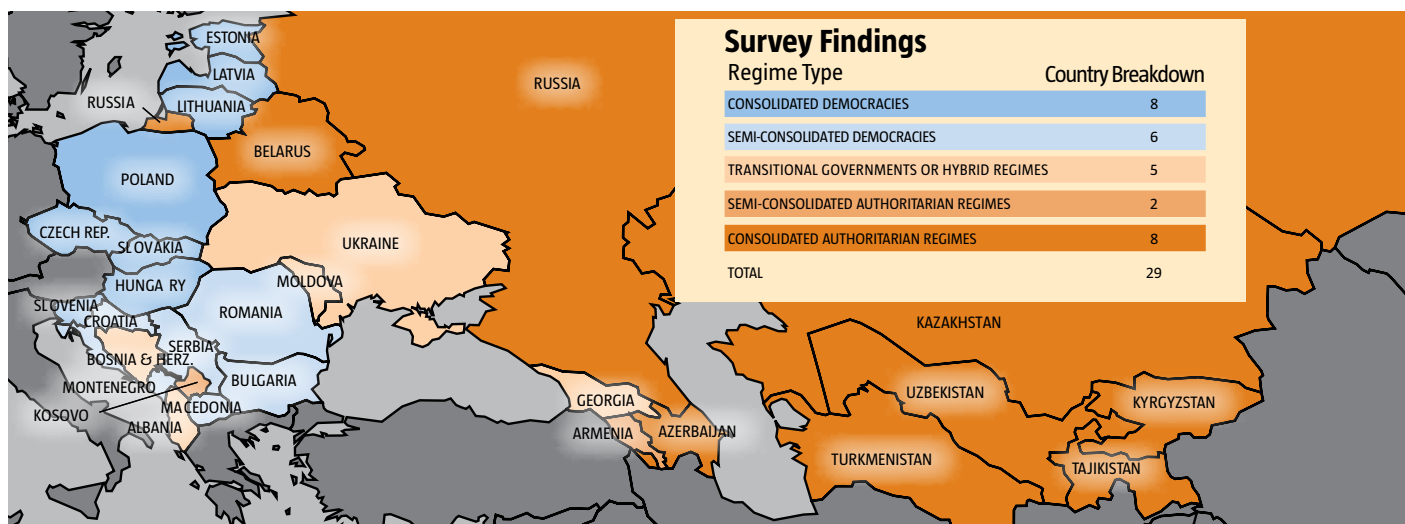 Survey Findings
Regime Type Country Breakdown
CONSOLIDATED DEMOCRACIES 8
SEMI-CONSOLIDATED DEMOCRACIES 6
TRANSITIONAL GOVERNMENTS OR HYBRID REGIMES 5
SEMI-CONSOLIDATED AUTHORITARIAN REGIMES 2
CONSOLIDATED AUTHORITARIAN REGIMES 8
TOTAL 29
ESTONIA
LATVIA
RUSSIA
RUSSIA
LITHUANIA
BELARUS
POLAND
CZECH REP.
SLOVAKIA
UKRAINE
HUNGA RY
MOLDOVA
SLOVENIA
ROMANIA
CROATIA
KAZAKHSTAN
SERBIA
BOSNIA & HERZ.
BULGARIA
MONTENEGRO
UZBEKISTAN
GEORGIA
KYRGYZSTAN
MACEDONIA
KOSOVO
ALBANIA
ARMENIA
AZERBAIJAN
TURKMENISTAN
TAJIKISTAN